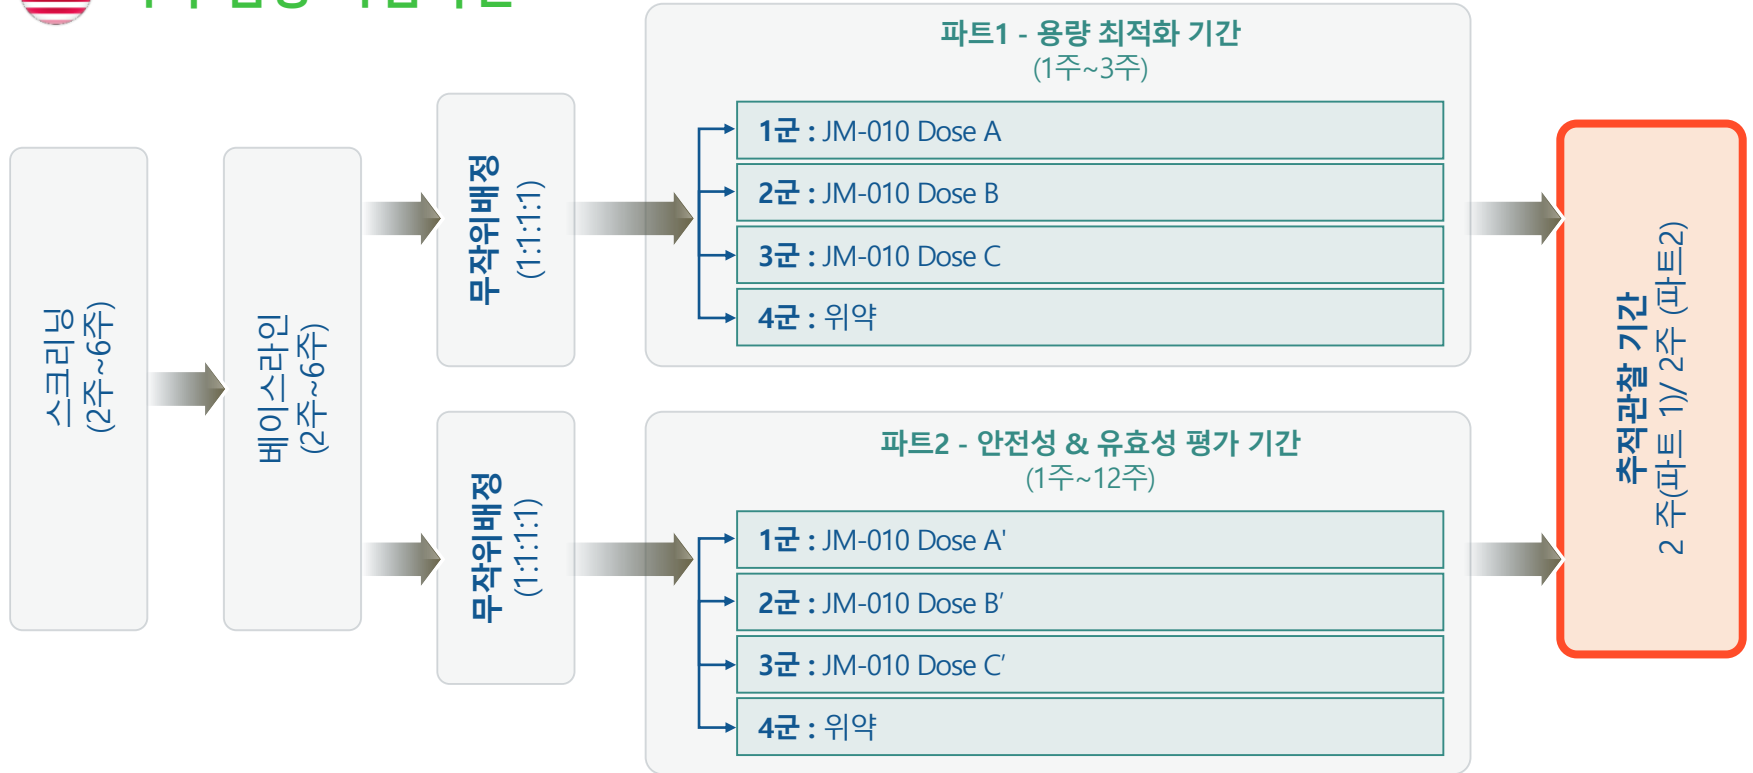 스크리닝
(2주~6주)
베이스라인
(2주~6주)
무작위배정
(1:1:1:1)
파트1 - 용량 최적화 기간
(1주~3주)
1군 : JM-010 Dose A
2군 : JM-010 Dose B
3군 : JM-010 Dose C
4군 : 위약
무작위배정
(1:1:1:1)
파트2 - 안전성 & 유효성 평가 기간
(1주~12주)
1군 : JM-010 Dose A'
2군 : JM-010 Dose B’
3군 : JM-010 Dose C’
4군 : 위약
추적관찰 기간
2 주(파트 1)/ 2주 (파트2)